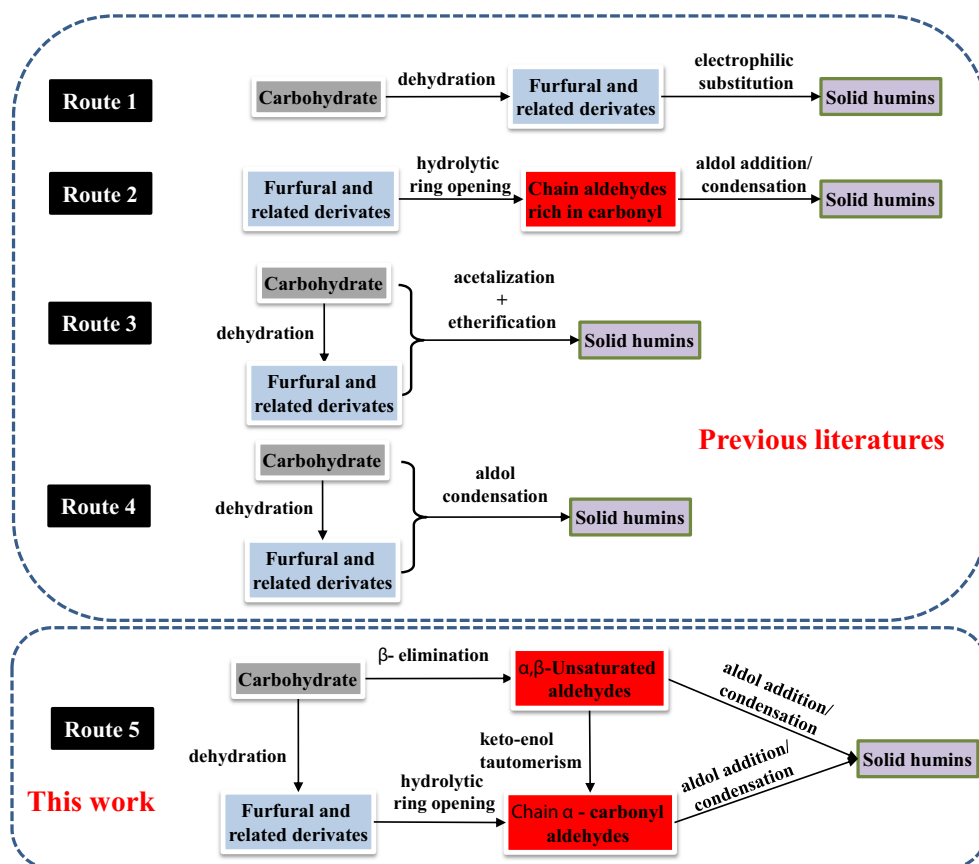 Route 1
Carbohydrate
dehydration
Furfural and
related derivates
electrophilic
substitution
Solid humins
Route 2
Furfural and
related derivates
hydrolytic
ring opening
Chain aldehydes
rich in carbonyl
aldol addition/
condensation
Solid humins
Route 3
Carbohydrate
dehydration
Furfural and
related derivates
acetalization
+
etherification
Solid humins
Previous literatures
Route 4
Carbohydrate
dehydration
Furfural and
related derivates
aldol
condensation
Solid humins
Route 5
This work
Carbohydrate
β- elimination
α,β-Unsaturated
aldehydes
aldol addition/
condensation
dehydration
keto-enol
tautomerism
Furfural and
related derivates
hydrolytic
ring opening
Chain α - carbonyl
aldehydes
aldol addition/
condensation
Solid humins